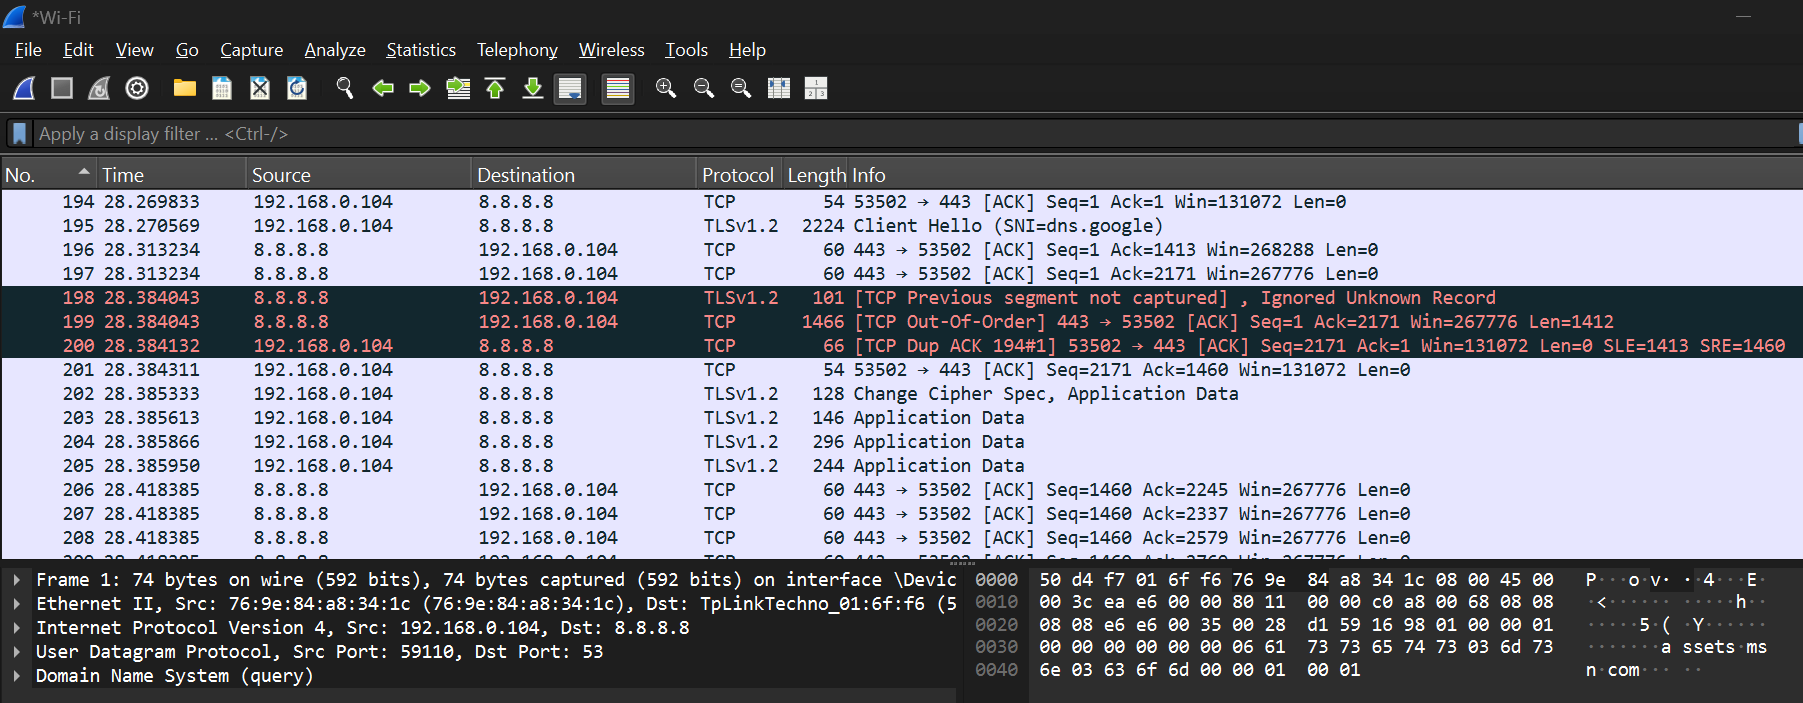 *Wi-Fi
File Edit View Go Capture Analyze Statistics Telephony Wireless Tools Help
Apply a display filter ... <Ctrl-/>
No. Time Source Destination Protocol Length Info
194 28.269833 192.168.0.104 8.8.8.8 TCP 54 53502 → 443 [ACK] Seq=1 Ack=1 Win=131072 Len=0
195 28.270569 192.168.0.104 8.8.8.8 TLSv1.2 2224 Client Hello (SNI=dns.google)
196 28.313234 8.8.8.8 192.168.0.104 TCP 60 443 → 53502 [ACK] Seq=1 Ack=1413 Win=268288 Len=0
197 28.313234 8.8.8.8 192.168.0.104 TCP 60 443 → 53502 [ACK] Seq=1 Ack=2171 Win=267776 Len=0
198 28.384043 8.8.8.8 192.168.0.104 TLSv1.2 101 [TCP Previous segment not captured] , Ignored Unknown Record
199 28.384043 8.8.8.8 192.168.0.104 TCP 1466 [TCP Out-Of-Order] 443 → 53502 [ACK] Seq=1 Ack=2171 Win=267776 Len=1412
200 28.384132 192.168.0.104 8.8.8.8 TCP 66 [TCP Dup ACK 194#1] 53502 → 443 [ACK] Seq=2171 Ack=1 Win=131072 Len=0 SLE=1413 SRE=1460
201 28.384311 192.168.0.104 8.8.8.8 TCP 54 53502 → 443 [ACK] Seq=2171 Ack=1460 Win=131072 Len=0
202 28.385333 192.168.0.104 8.8.8.8 TLSv1.2 128 Change Cipher Spec, Application Data
203 28.385613 192.168.0.104 8.8.8.8 TLSv1.2 146 Application Data
204 28.385866 192.168.0.104 8.8.8.8 TLSv1.2 296 Application Data
205 28.385950 192.168.0.104 8.8.8.8 TLSv1.2 244 Application Data
206 28.418385 8.8.8.8 192.168.0.104 TCP 60 443 → 53502 [ACK] Seq=1460 Ack=2245 Win=267776 Len=0
207 28.418385 8.8.8.8 192.168.0.104 TCP 60 443 → 53502 [ACK] Seq=1460 Ack=2337 Win=267776 Len=0
208 28.418385 8.8.8.8 192.168.0.104 TCP 60 443 → 53502 [ACK] Seq=1460 Ack=2579 Win=267776 Len=0
Frame 1: 74 bytes on wire (592 bits), 74 bytes captured (592 bits) on interface \Devic
Ethernet II, Src: 76:9e:84:a8:34:1c (76:9e:84:a8:34:1c), Dst: TpLinkTechno_01:6f:f6 (5
Internet Protocol Version 4, Src: 192.168.0.104, Dst: 8.8.8.8
User Datagram Protocol, Src Port: 59110, Dst Port: 53
Domain Name System (query)
0000 50 d4 f7 01 6f f6 76 9e 84 a8 34 1c 08 00 45 00 P···o·v· ··4···E·
0010 00 3c ea e6 00 00 80 11 00 00 c0 a8 00 68 08 08 ·<······ ·····h··
0020 08 08 e6 e6 00 35 00 28 d1 59 16 98 01 00 00 01 ·····5·( ·Y······
0030 00 00 00 00 00 00 06 61 73 73 65 74 73 03 6d 73 ·······a ssets·ms
0040 6e 03 63 6f 6d 00 00 01 00 01 n·com··· ··